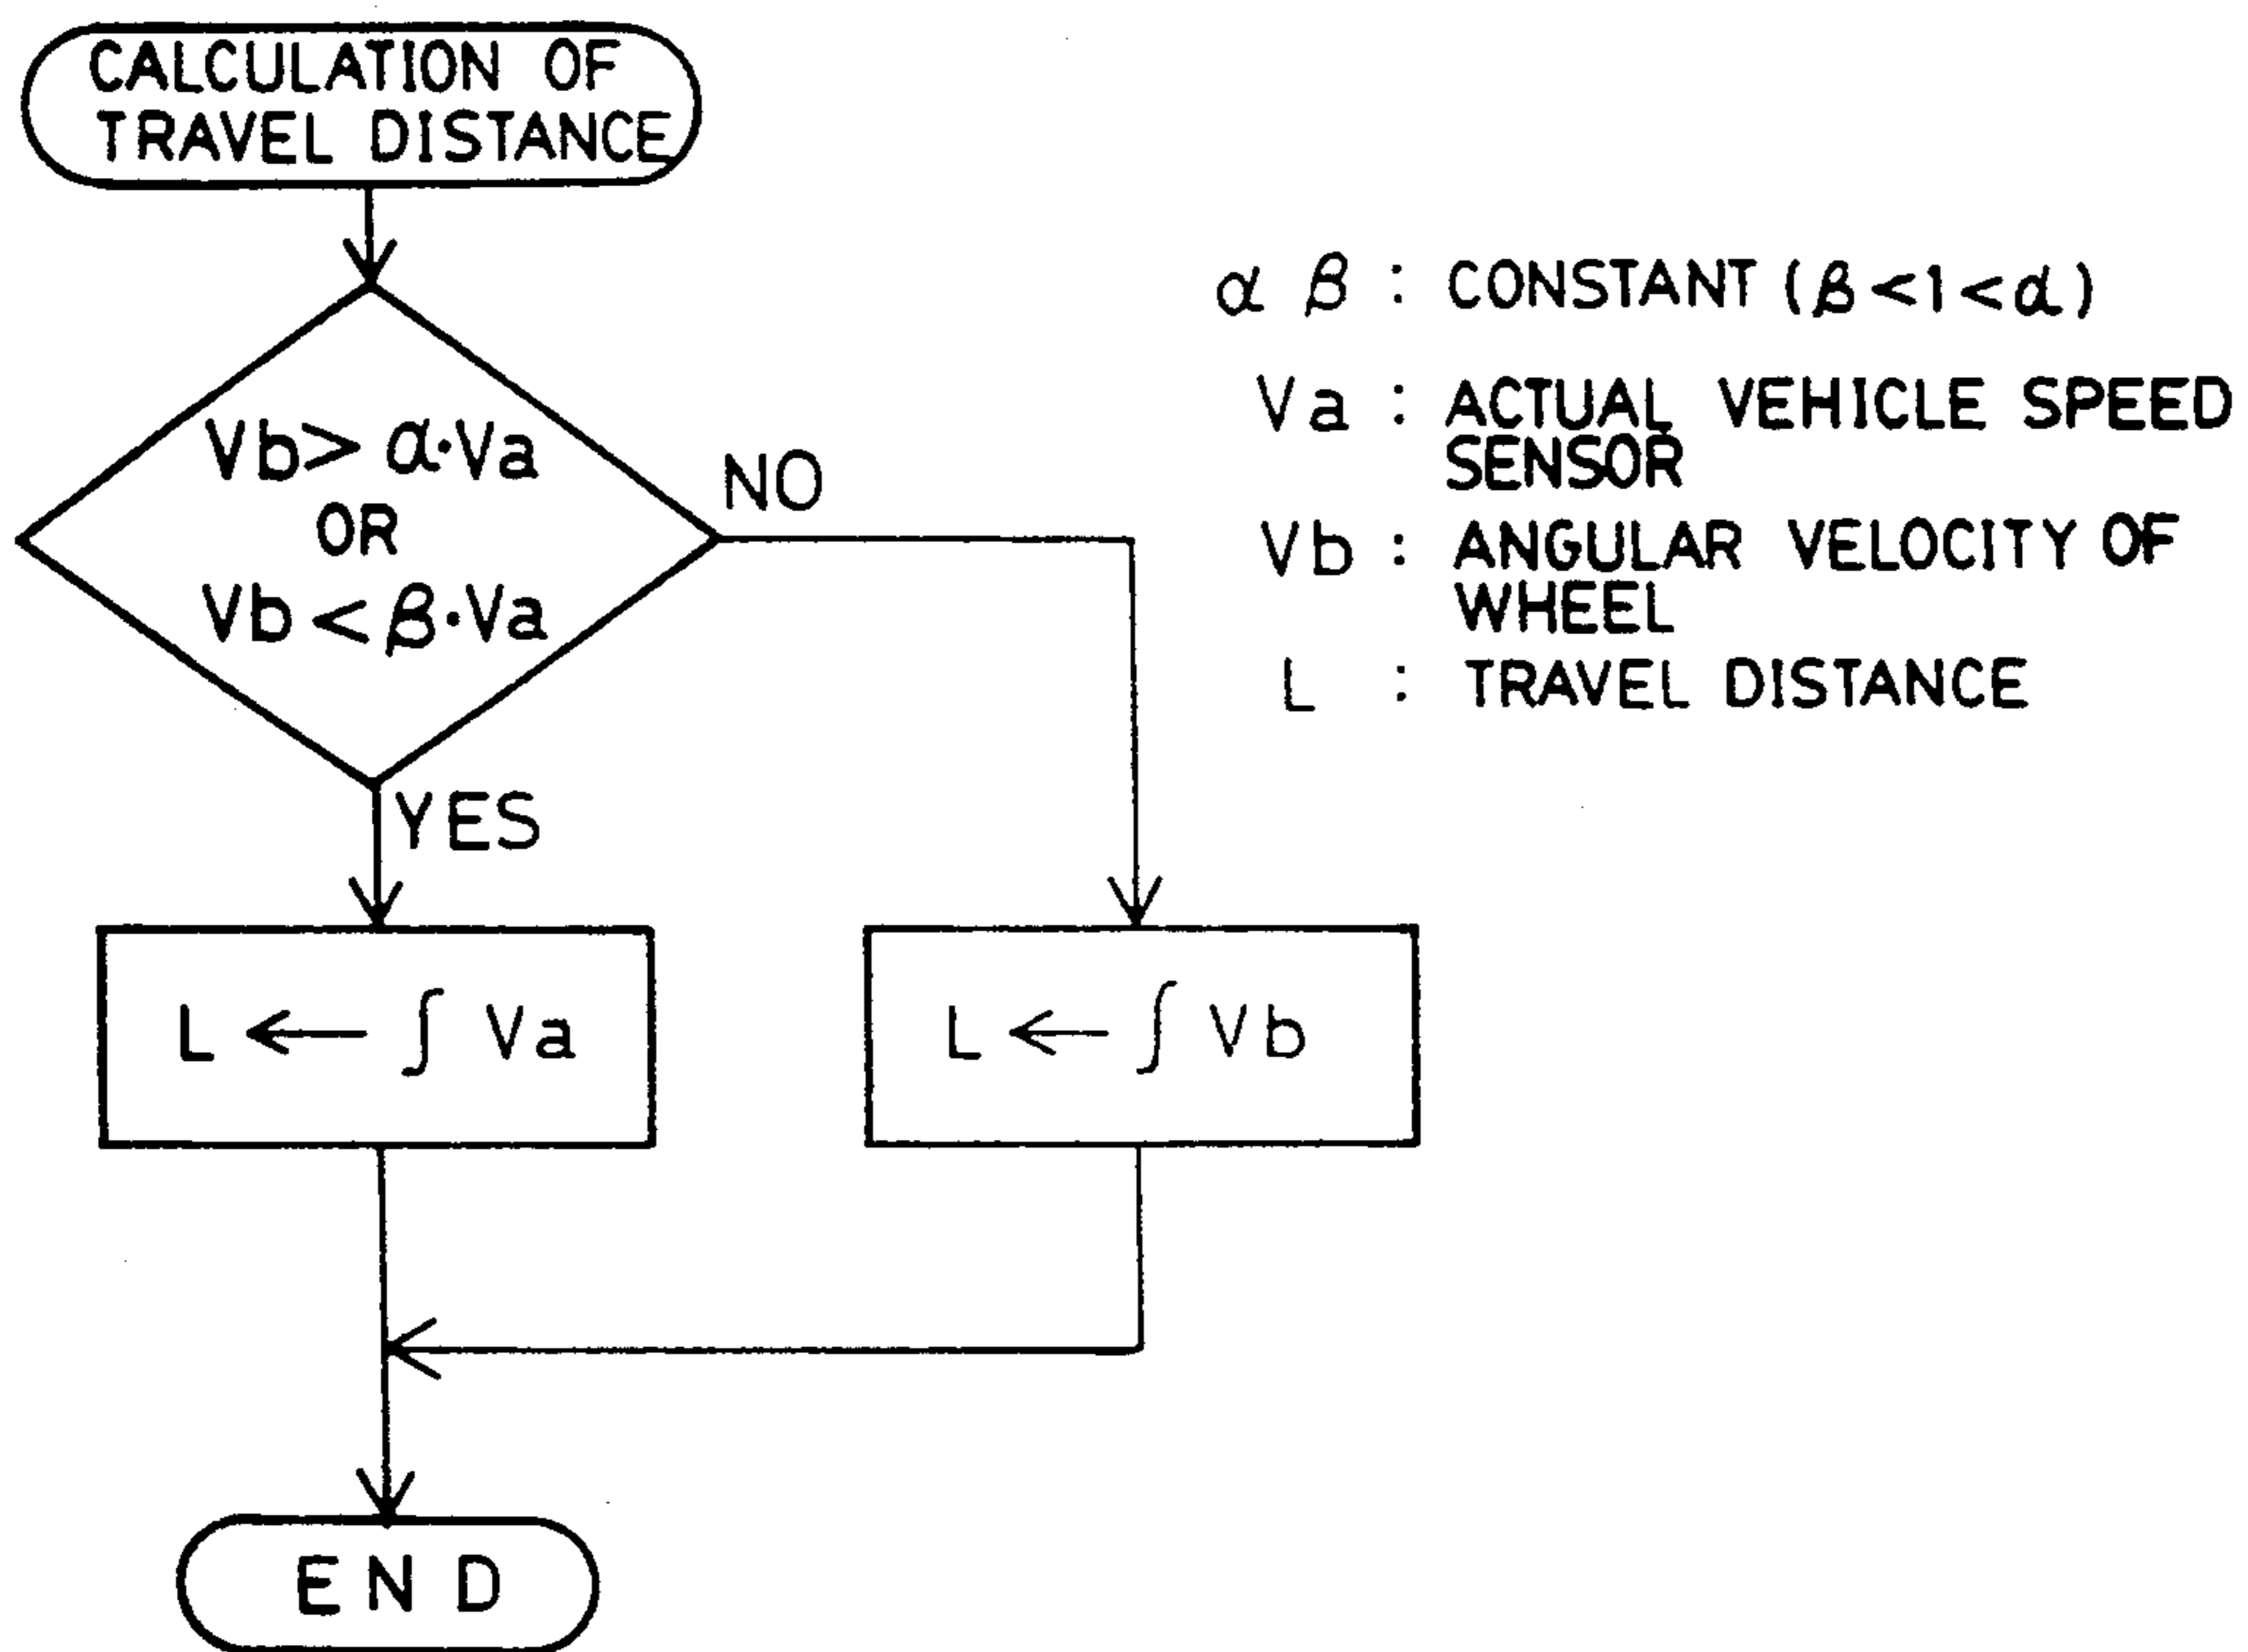 CALCULATION OF
TRAVEL DISTANCE
Vb > α·Va
OR
Vb < β·Va
NO
YES
L ← ∫ Va
L ← ∫ Vb
END
α β : CONSTANT (β<1<α)
Va : ACTUAL VEHICLE SPEED
SENSOR
Vb : ANGULAR VELOCITY OF
WHEEL
L : TRAVEL DISTANCE